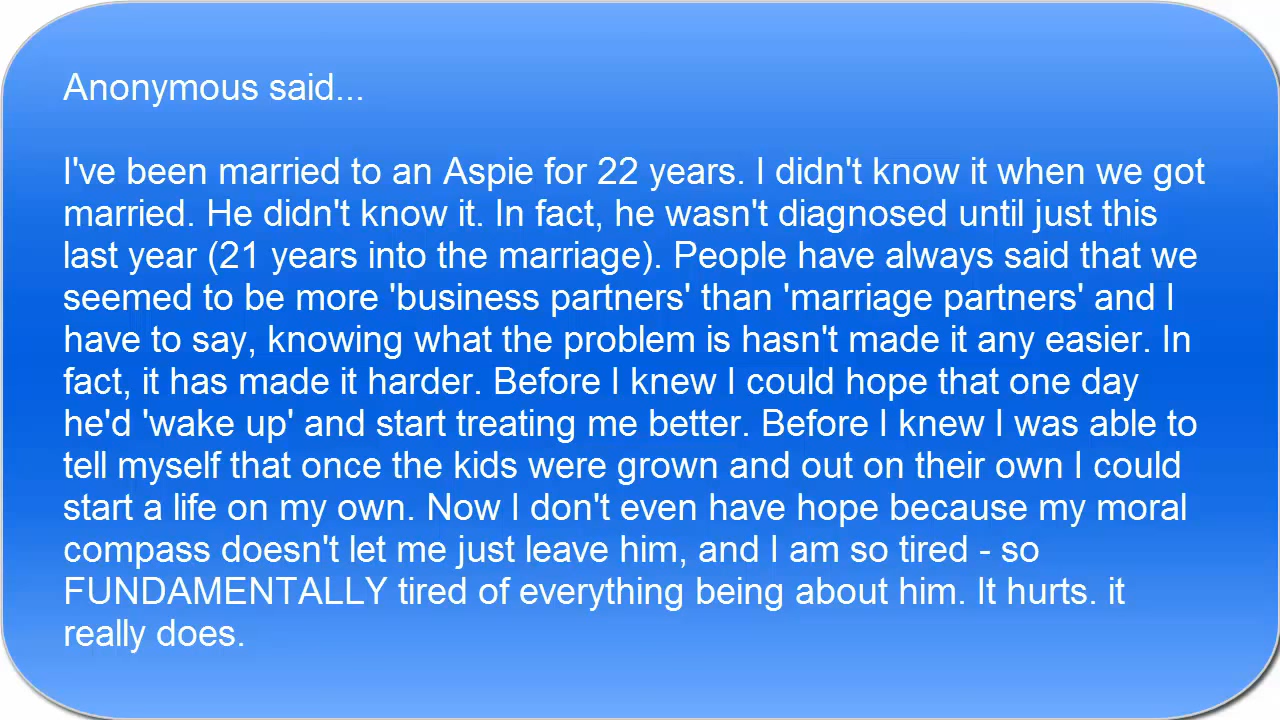 Anonymous said...
I've been married to an Aspie for 22 years. I didn't know it when we got
married. He didn't know it. In fact, he wasn't diagnosed until just this
last year (21 years into the marriage). People have always said that we
seemed to be more 'business partners' than 'marriage partners' and I
have to say, knowing what the problem is hasn't made it any easier. In
fact, it has made it harder. Before I knew I could hope that one day
he'd 'wake up' and start treating me better. Before I knew I was able to
tell myself that once the kids were grown and out on their own I could
start a life on my own. Now I don't even have hope because my moral
compass doesn't let me just leave him, and I am so tired - so
FUNDAMENTALLY tired of everything being about him. It hurts. it
really does.